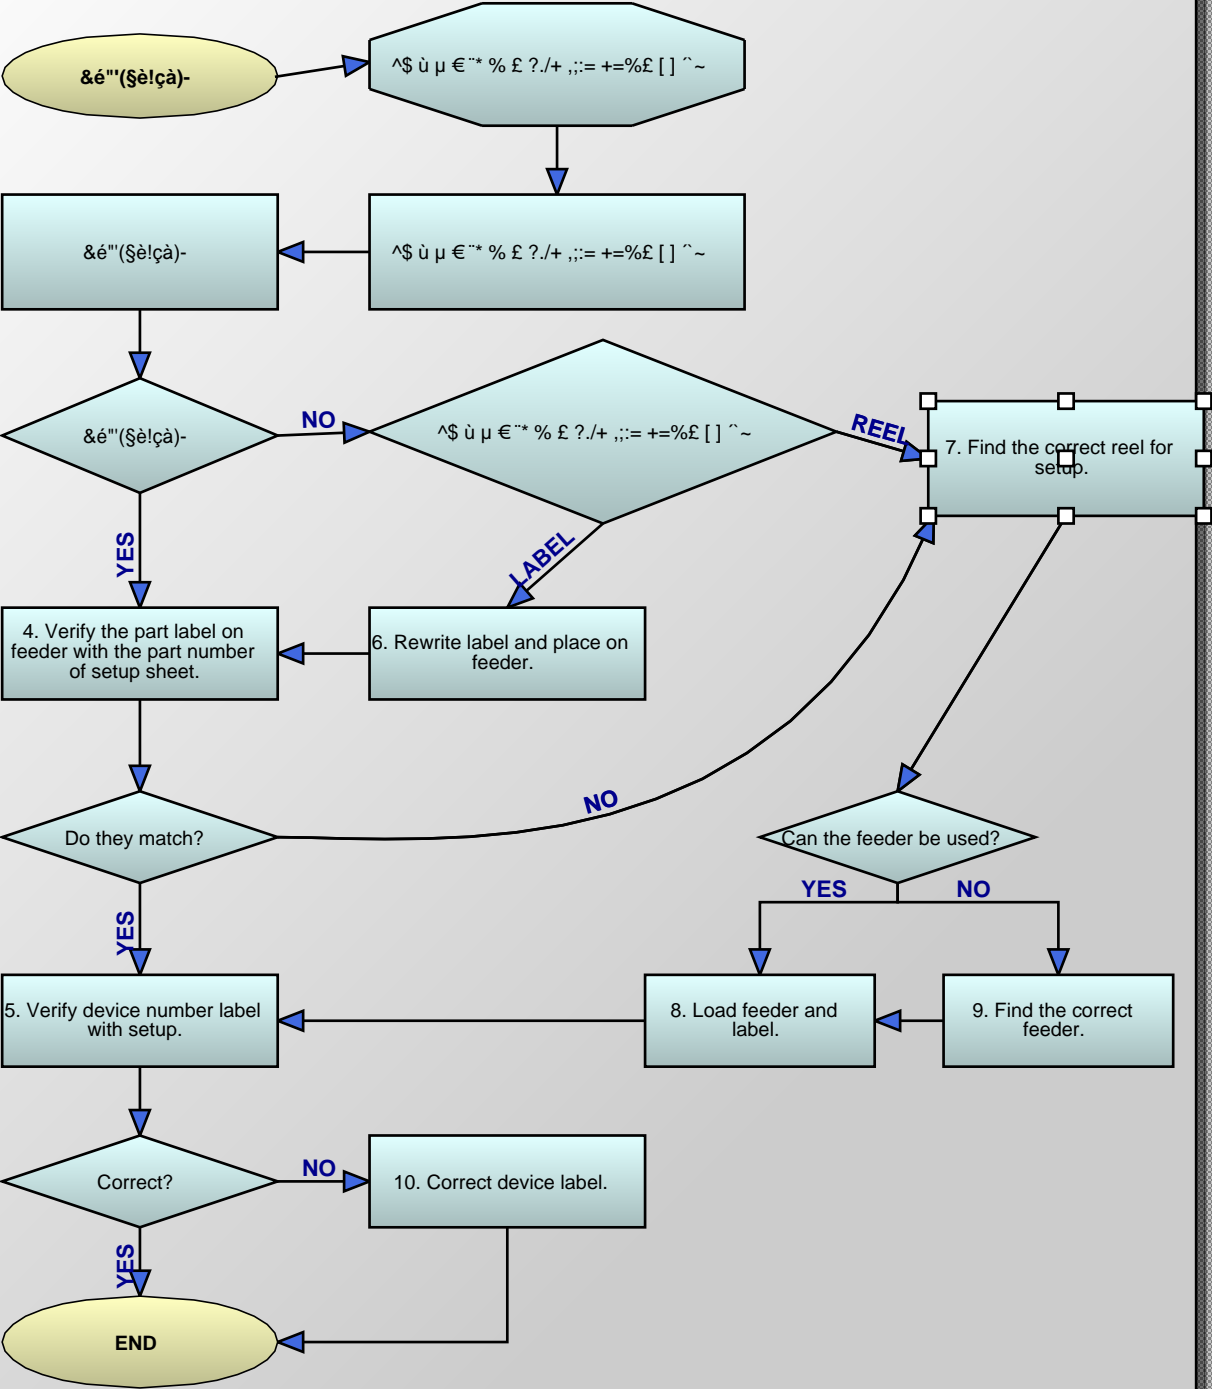 &é"'(§è!çà)-
^$ ù µ €¨* % £ ?./+ ,;:= +=%£ [ ] ´`~
^$ ù µ €¨* % £ ?./+ ,;:= +=%£ [ ] ´`~
&é"'(§è!çà)-
&é"'(§è!çà)-
NO
^$ ù µ €¨* % £ ?./+ ,;:= +=%£ [ ] ´`~
REEL
7. Find the correct reel for
setup.
YES
LABEL
4. Verify the part label on
feeder with the part number
of setup sheet.
6. Rewrite label and place on
feeder.
NO
Do they match?
Can the feeder be used?
YES
NO
YES
5. Verify device number label
with setup.
8. Load feeder and
label.
9. Find the correct
feeder.
Correct?
NO
10. Correct device label.
YES
END